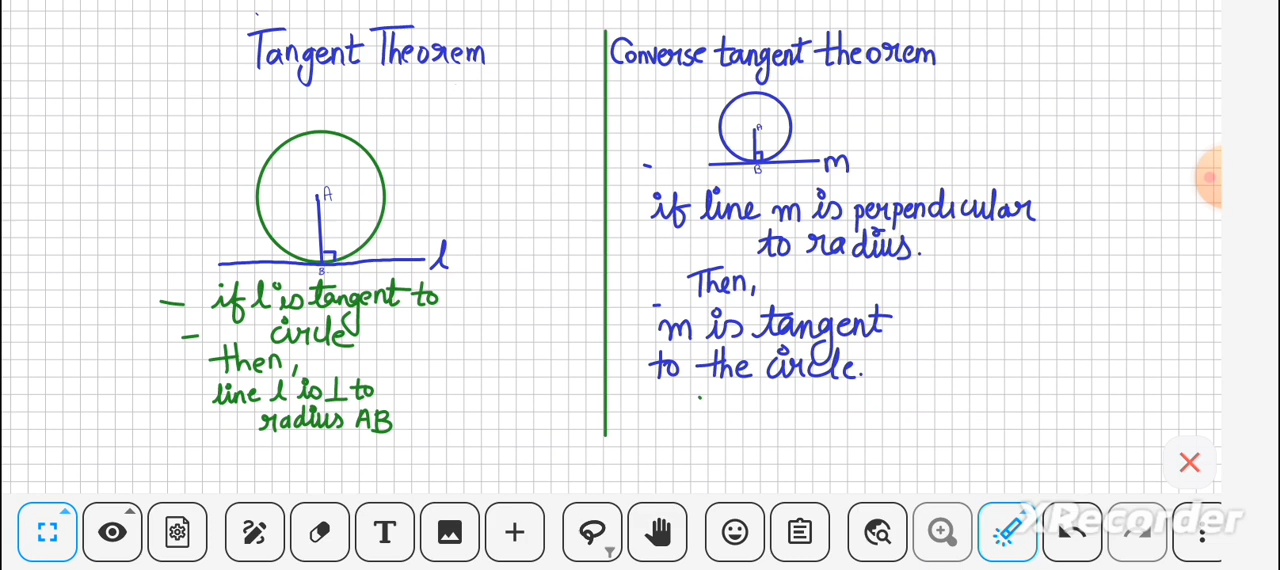 Tangent Theorem
A
B
l
if l is tangent to
circle
then,
line l is ⊥ to
radius AB
Converse tangent theorem
A
B
m
if line m is perpendicular
to radius.
Then,
m is tangent
to the circle.
T
XRecorder